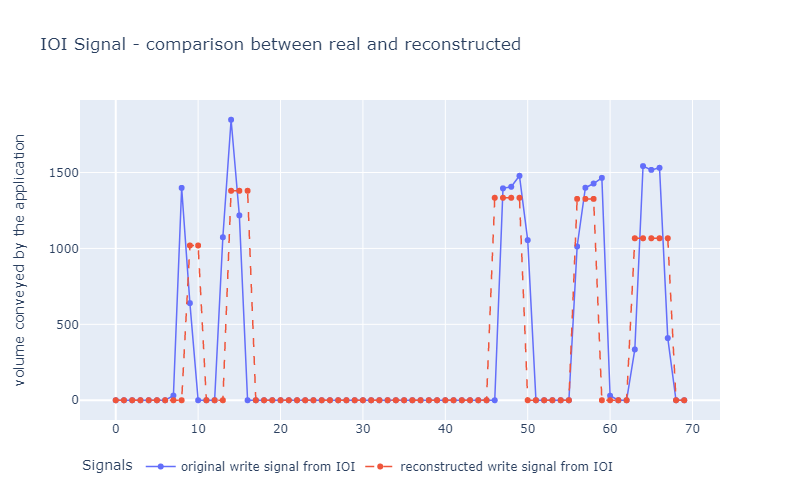 IOI Signal - comparison between real and reconstructed
volume conveyed by the application
1500
1000
500
0
0 10 20 30 40 50 60 70
Signals original write signal from IOI reconstructed write signal from IOI